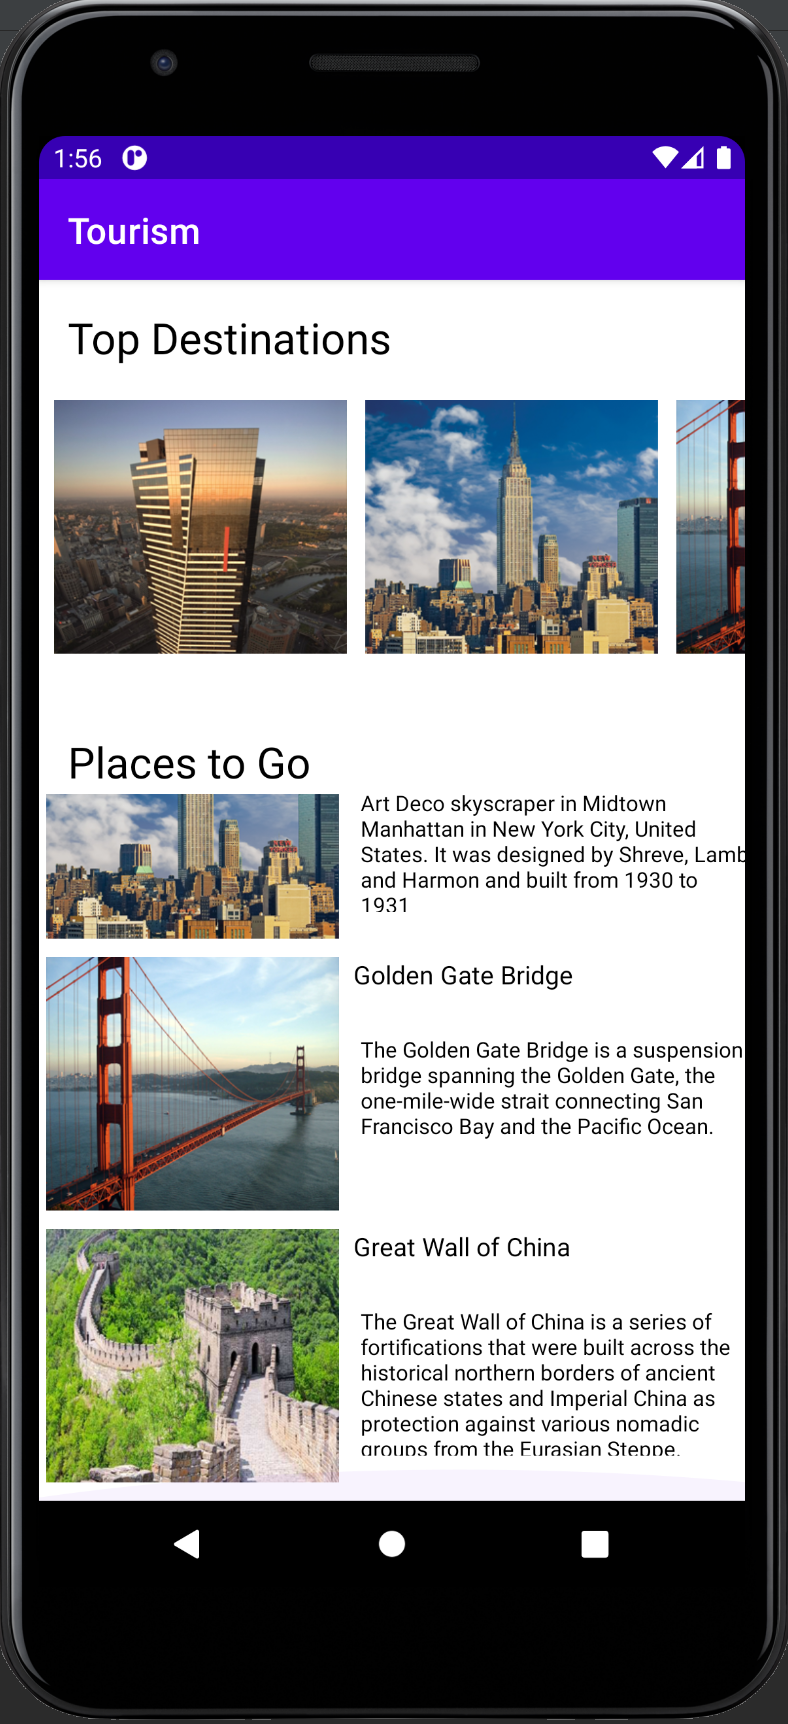 1:56
Tourism
Top Destinations
Places to Go
Art Deco skyscraper in Midtown
Manhattan in New York City, United
States. It was designed by Shreve, Lamb
and Harmon and built from 1930 to
1931
Golden Gate Bridge
The Golden Gate Bridge is a suspension
bridge spanning the Golden Gate, the
one-mile-wide strait connecting San
Francisco Bay and the Pacific Ocean.
Great Wall of China
The Great Wall of China is a series of
fortifications that were built across the
historical northern borders of ancient
Chinese states and Imperial China as
protection against various nomadic
groups from the Eurasian Steppe.